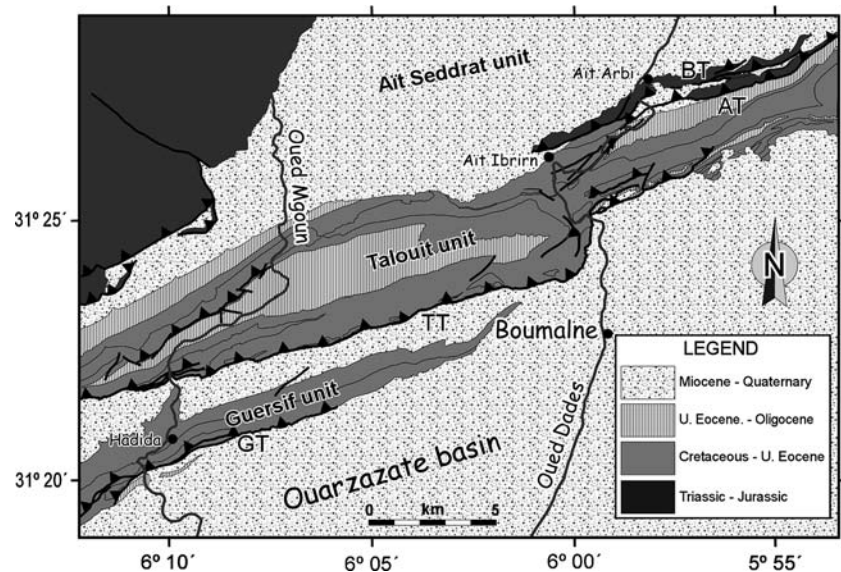 Aït Seddrat unit
Aït Arbi
BT
AT
Oued Mgoun
Aït Ibrirn
31º 25´
Talouit unit
N
TT
Boumalne
LEGEND
Miocene - Quaternary
U. Eocene. - Oligocene
Cretaceous - U. Eocene
Triassic - Jurassic
Guersif unit
Hadida
GT
Oued Dades
Ouarzazate basin
31º 20´
0 km 5
6º 10´ 6º 05´ 6º 00´ 5º 55´